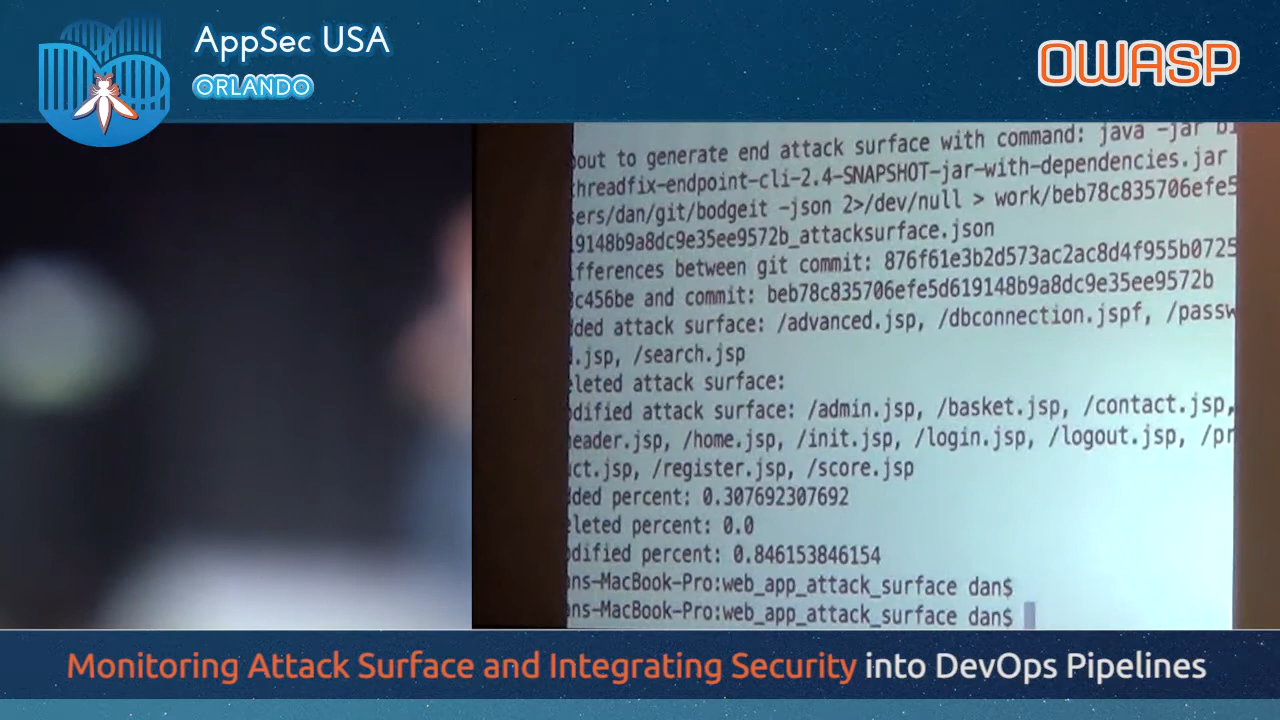 AppSec USA
ORLANDO
OWASP
out to generate end attack surface with command: java -jar
threadfix-endpoint-cli-2.4-SNAPSHOT-jar-with-dependencies.jar
sers/dan/git/bodgeit -json 2>/dev/null > work/beb78c835706efe5
19148b9a8dc9e35ee9572b_attacksurface.json
fferences between git commit: 876f61e3b2d573ac2ac8d4f955b0725
c456be and commit: beb78c835706efe5d619148b9a8dc9e35ee9572b
ded attack surface: /advanced.jsp, /dbconnection.jspf, /passw
.jsp, /search.jsp
eleted attack surface:
odified attack surface: /admin.jsp, /basket.jsp, /contact.jsp,
eader.jsp, /home.jsp, /init.jsp, /login.jsp, /logout.jsp, /pr
ct.jsp, /register.jsp, /score.jsp
ded percent: 0.307692307692
eleted percent: 0.0
odified percent: 0.846153846154
ns-MacBook-Pro:web_app_attack_surface dan$
ns-MacBook-Pro:web_app_attack_surface dan$
Monitoring Attack Surface and Integrating Security into DevOps Pipelines